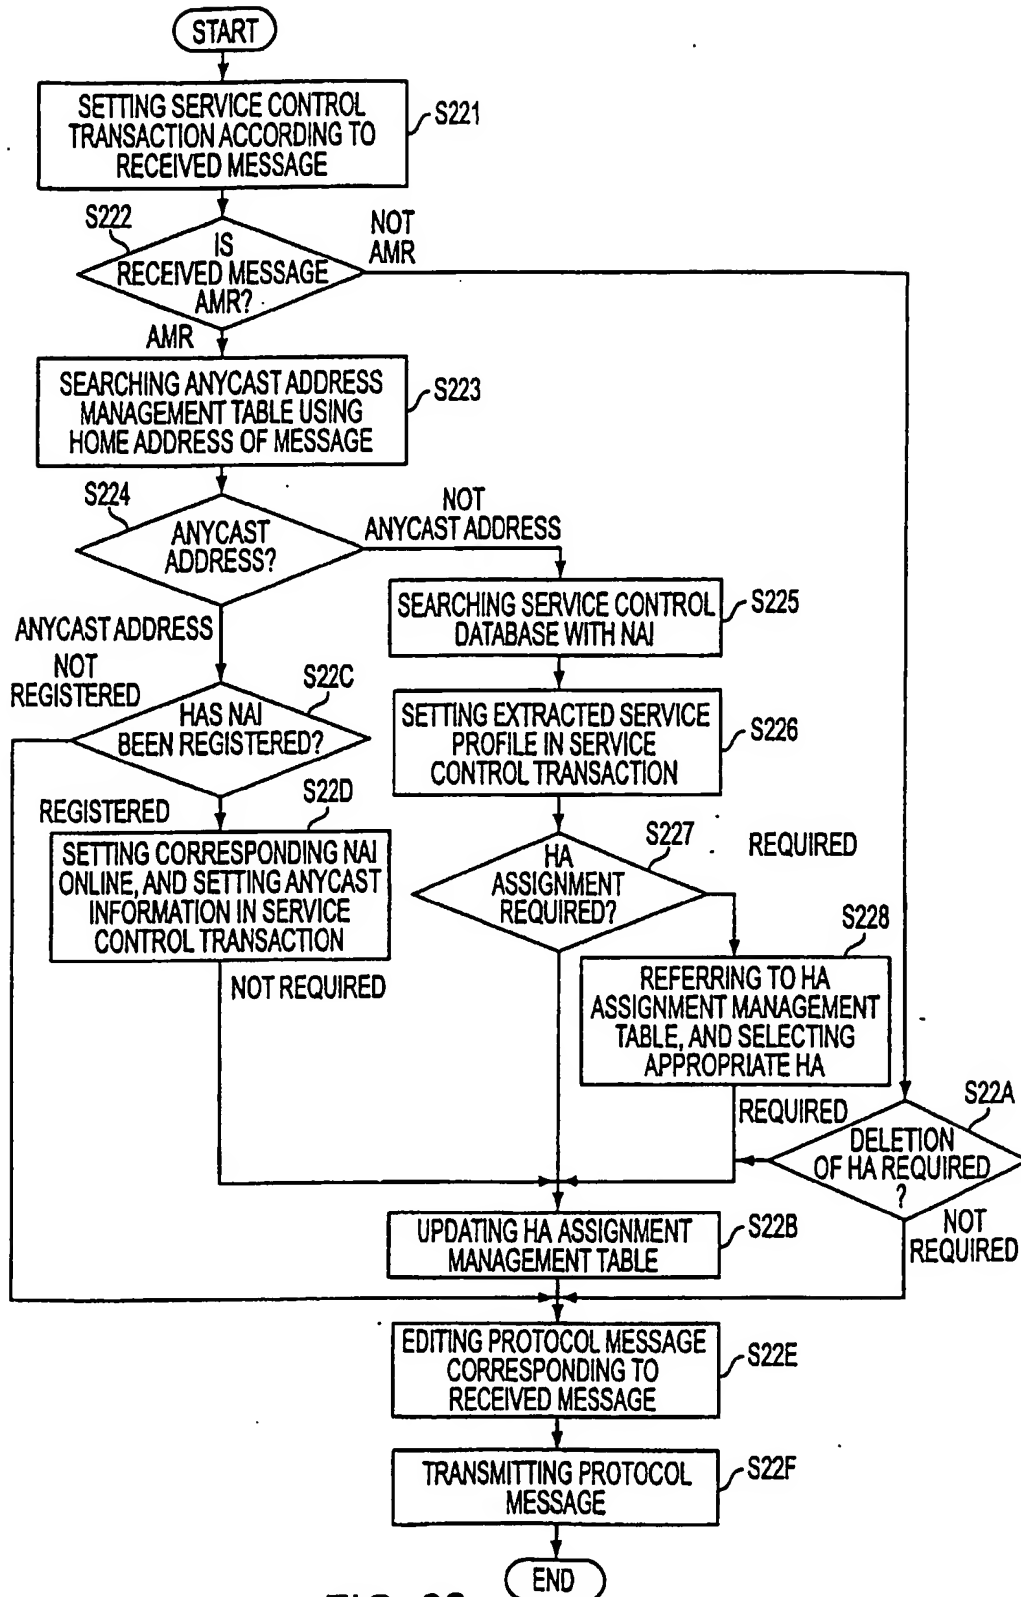 START
SETTING SERVICE CONTROL
TRANSACTION ACCORDING TO
RECEIVED MESSAGE
S221
S222
IS
RECEIVED MESSAGE
AMR?
NOT
AMR
AMR
SEARCHING ANYCAST ADDRESS
MANAGEMENT TABLE USING
HOME ADDRESS OF MESSAGE
S223
S224
ANYCAST
ADDRESS?
NOT
ANYCAST ADDRESS
SEARCHING SERVICE CONTROL
DATABASE WITH NAI
S225
ANYCAST ADDRESS
NOT
REGISTERED
S22C
HAS NAI
BEEN REGISTERED?
SETTING EXTRACTED SERVICE
PROFILE IN SERVICE
CONTROL TRANSACTION
S226
REGISTERED
S22D
SETTING CORRESPONDING NAI
ONLINE, AND SETTING ANYCAST
INFORMATION IN SERVICE
CONTROL TRANSACTION
S227
HA
ASSIGNMENT
REQUIRED?
REQUIRED
S228
REFERRING TO HA
ASSIGNMENT MANAGEMENT
TABLE, AND SELECTING
APPROPRIATE HA
NOT REQUIRED
REQUIRED
S22A
DELETION
OF HA REQUIRED
?
NOT
REQUIRED
UPDATING HA ASSIGNMENT
MANAGEMENT TABLE
S22B
EDITING PROTOCOL MESSAGE
CORRESPONDING TO
RECEIVED MESSAGE
S22E
TRANSMITTING PROTOCOL
MESSAGE
S22F
END